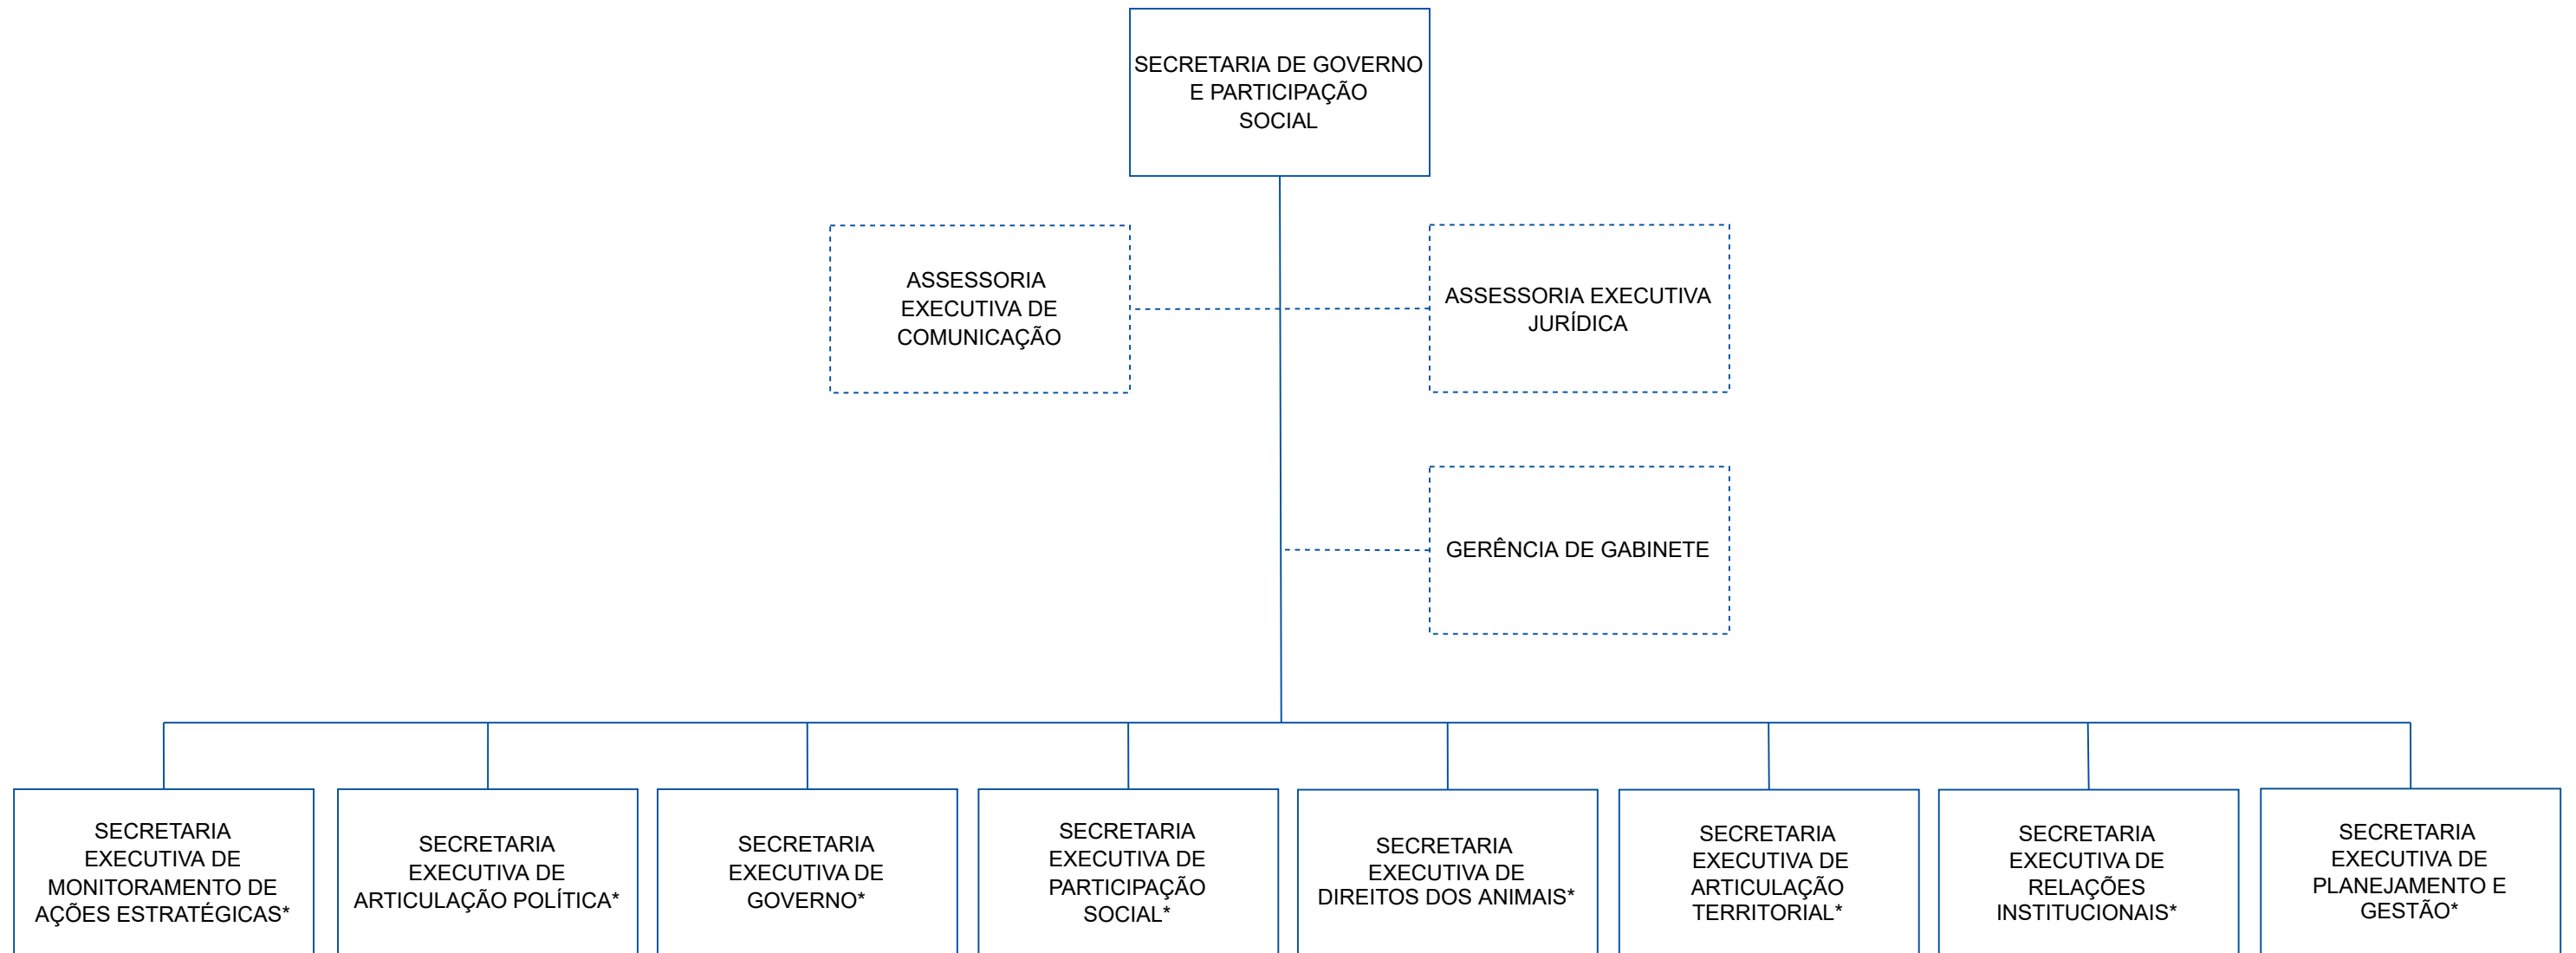 SECRETARIA DE GOVERNO
E PARTICIPAÇÃO
SOCIAL
ASSESSORIA
EXECUTIVA DE
COMUNICAÇÃO
ASSESSORIA EXECUTIVA
JURÍDICA
GERÊNCIA DE GABINETE
SECRETARIA
EXECUTIVA DE
MONITORAMENTO DE
AÇÕES ESTRATÉGICAS*
SECRETARIA
EXECUTIVA DE
ARTICULAÇÃO POLÍTICA*
SECRETARIA
EXECUTIVA DE
GOVERNO*
SECRETARIA
EXECUTIVA DE
PARTICIPAÇÃO
SOCIAL*
SECRETARIA
EXECUTIVA DE
DIREITOS DOS ANIMAIS*
SECRETARIA
EXECUTIVA DE
ARTICULAÇÃO
TERRITORIAL*
SECRETARIA
EXECUTIVA DE
RELAÇÕES
INSTITUCIONAIS*
SECRETARIA
EXECUTIVA DE
PLANEJAMENTO E
GESTÃO*